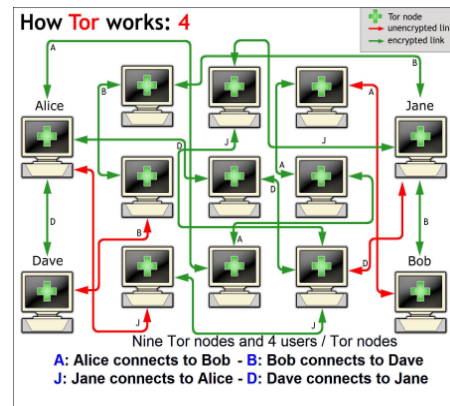 How Tor works: 4
Tor node
unencrypted link
encrypted link
A
B
B
A
Alice
Jane
J
J
A
D
D
D
B
B
A
D
Dave
Bob
J
J
Nine Tor nodes and 4 users / Tor nodes
A: Alice connects to Bob - B: Bob connects to Dave
J: Jane connects to Alice - D: Dave connects to Jane